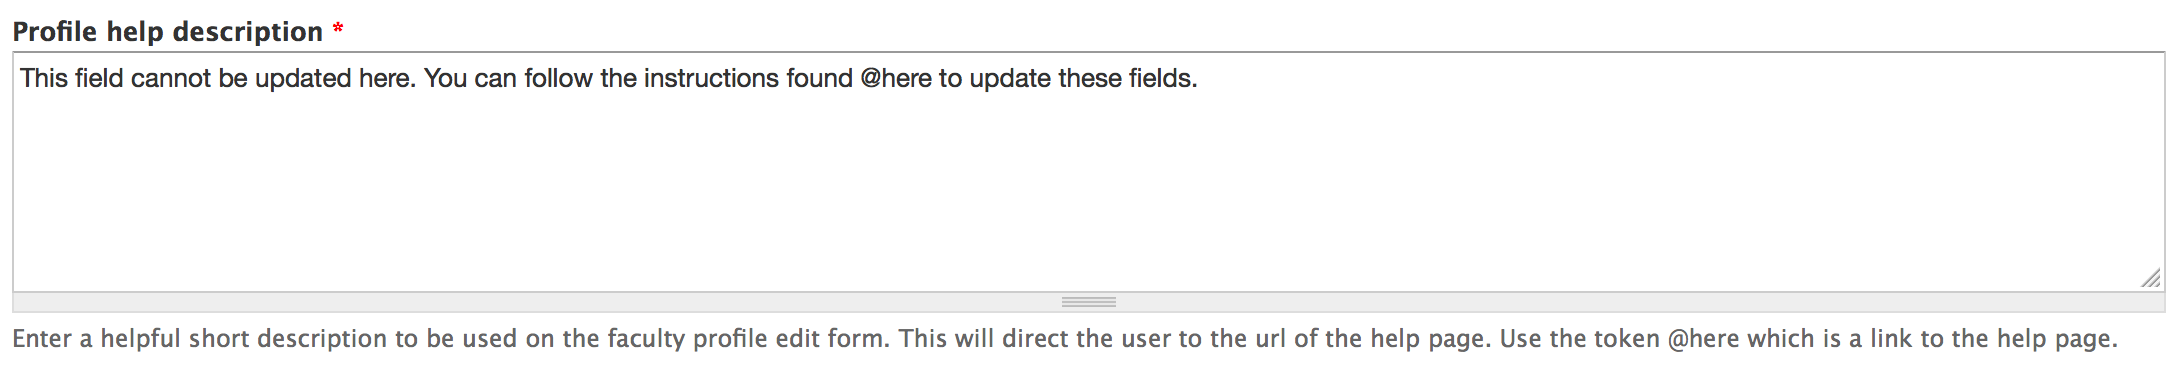 Profile help description *
This field cannot be updated here. You can follow the instructions found @here to update these fields.
Enter a helpful short description to be used on the faculty profile edit form. This will direct the user to the url of the help page. Use the token @here which is a link to the help page.